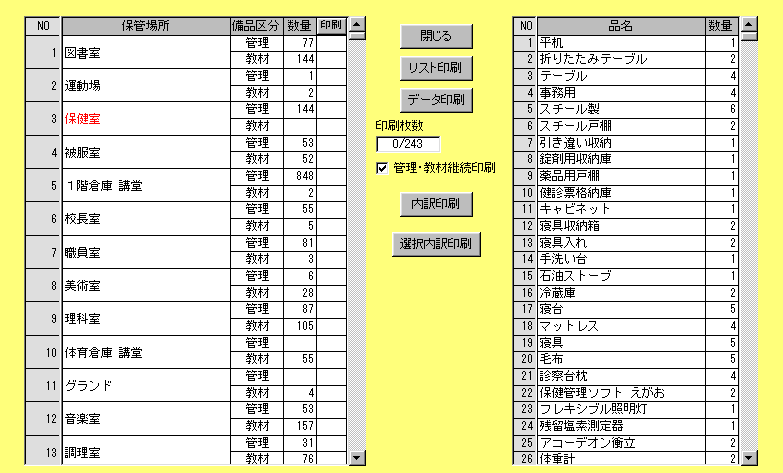 NO 保管場所 備品区分 数量 印刷
1 図書室 管理 77
教材 144
2 運動場 管理 1
教材 2
3 保健室 管理 144
教材
4 被服室 管理 53
教材 52
5 1階倉庫 講堂 管理 848
教材 2
6 校長室 管理 55
教材 5
7 職員室 管理 81
教材 3
8 美術室 管理 6
教材 28
9 理科室 管理 87
教材 105
10 体育倉庫 講堂 管理
教材 55
11 グランド 管理
教材 4
12 音楽室 管理 53
教材 157
13 調理室 管理 31
教材 76
閉じる
リスト印刷
データ印刷
印刷枚数
0/243
管理・教材継続印刷
内訳印刷
選択内訳印刷
NO 品名 数量
1 平机 1
2 折りたたみテーブル 2
3 テーブル 4
4 事務用 4
5 スチール製 6
6 スチール戸棚 2
7 引き違い収納 1
8 錠剤用収納庫 1
9 薬品用戸棚 1
10 健診票格納庫 1
11 キャビネット 1
12 寝具収納箱 2
13 寝具入れ 2
14 手洗い台 1
15 石油ストーブ 1
16 冷蔵庫 2
17 寝台 5
18 マットレス 4
19 寝具 5
20 毛布 5
21 診察台枕 4
22 保健管理ソフト えがお 2
23 フレキシブル照明灯 1
24 残留塩素測定器 1
25 アコーデオン衝立 2
26 体重計 2